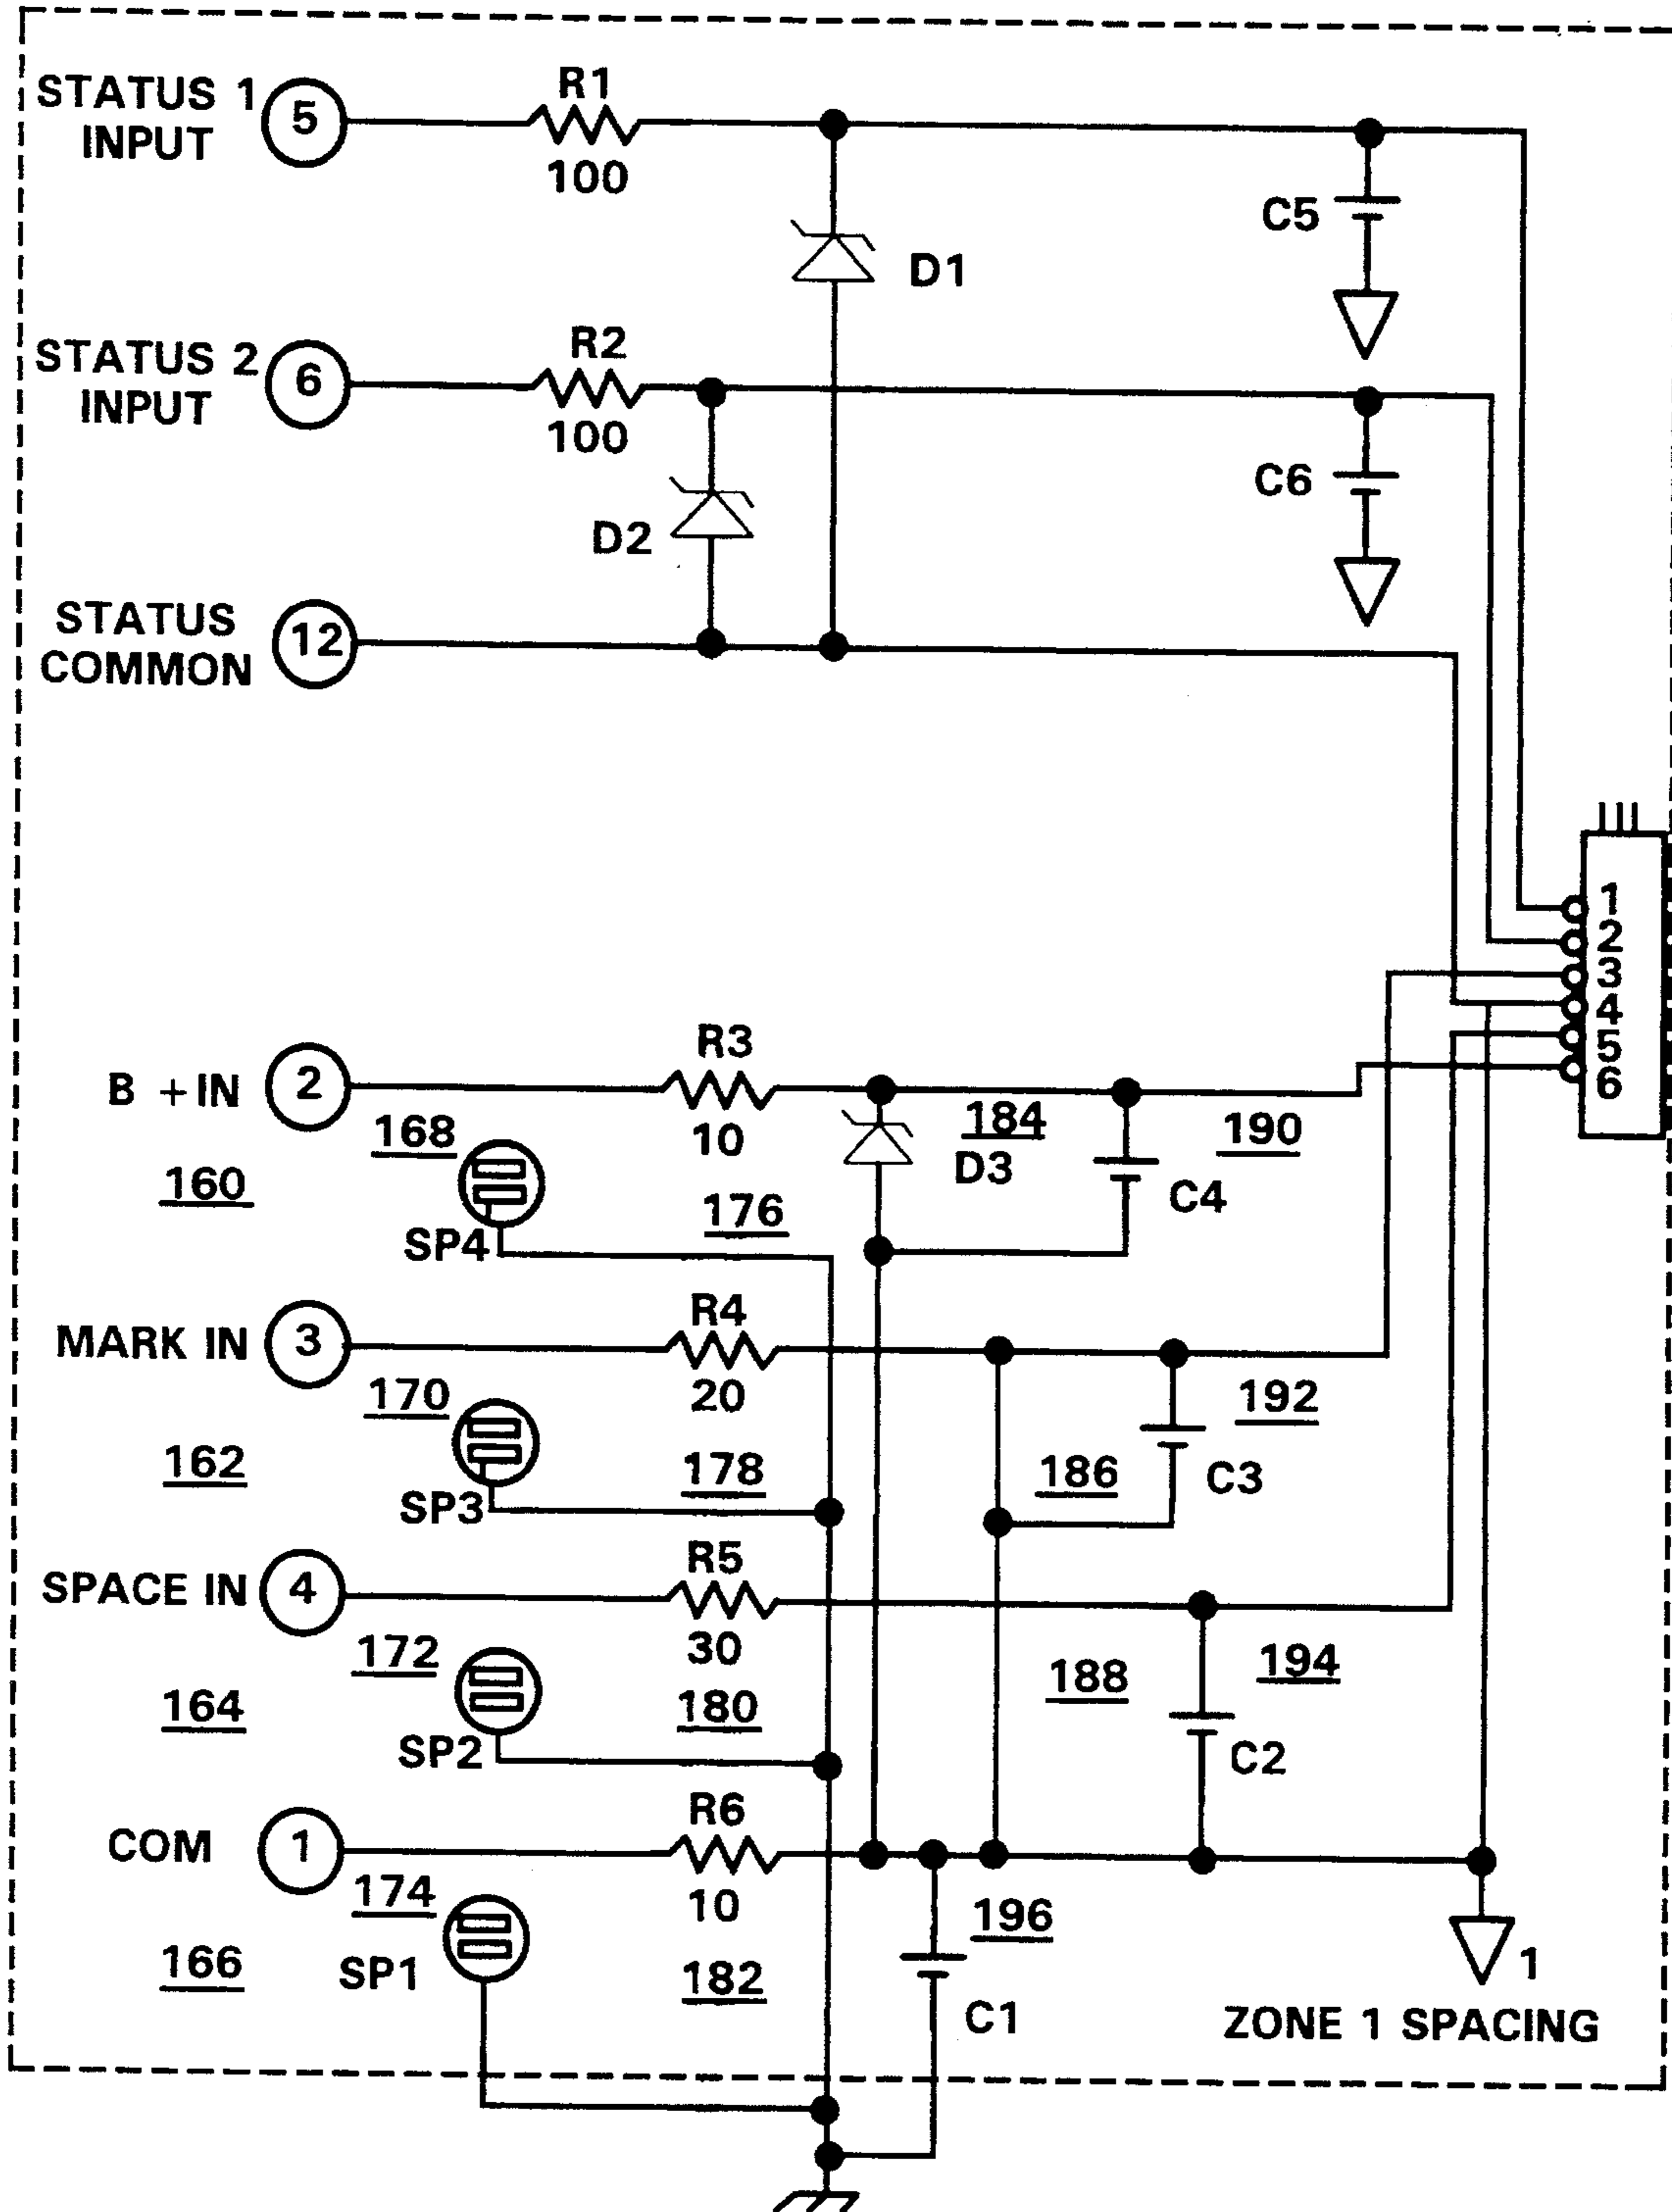 STATUS 1
INPUT
5
R1
100
D1
C5
STATUS 2
INPUT
6
R2
100
D2
C6
STATUS
COMMON
12
1
2
3
4
5
6
B + IN
2
R3
10
168
160
SP4
176
184
D3
190
C4
MARK IN
3
R4
20
170
162
SP3
178
192
186
C3
SPACE IN
4
R5
30
172
164
SP2
180
188
194
C2
COM
1
R6
10
174
166
SP1
182
196
C1
1
ZONE 1 SPACING